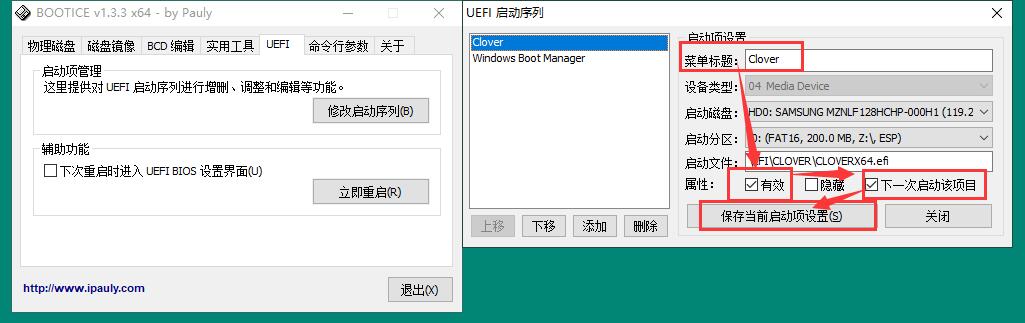 BOOTICE v1.3.3 x64 - by Pauly
物理磁盘 磁盘镜像 BCD 编辑 实用工具 UEFI 命令行参数 关于
启动项管理
这里提供对 UEFI 启动序列进行增删、调整和编辑等功能。
修改启动序列(B)
辅助功能
下次重启时进入 UEFI BIOS 设置界面(U)
立即重启(R)
http://www.ipauly.com
退出(X)
UEFI 启动序列
Clover
Windows Boot Manager
上移 下移 添加 删除
启动项设置
菜单标题: Clover
设备类型: 04 Media Device
启动磁盘: HD0: SAMSUNG MZNLF128HCHP-000H1 (119.2
启动分区: 0: (FAT16, 200.0 MB, Z:\, ESP)
启动文件: \CLOVER\CLOVERX64.efi
属性: 有效 隐藏 下一次启动该项目
保存当前启动项设置(S) 关闭